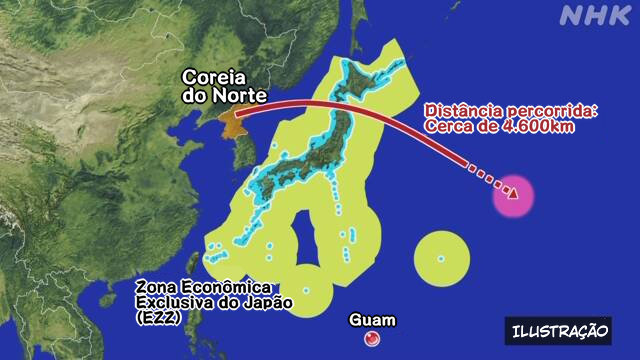 NHK
Coreia
do Norte
Distância percorrida:
Cerca de 4.600km
Zona Econômica
Exclusiva do Japão
(EZZ)
Guam
ILUSTRAÇÃO